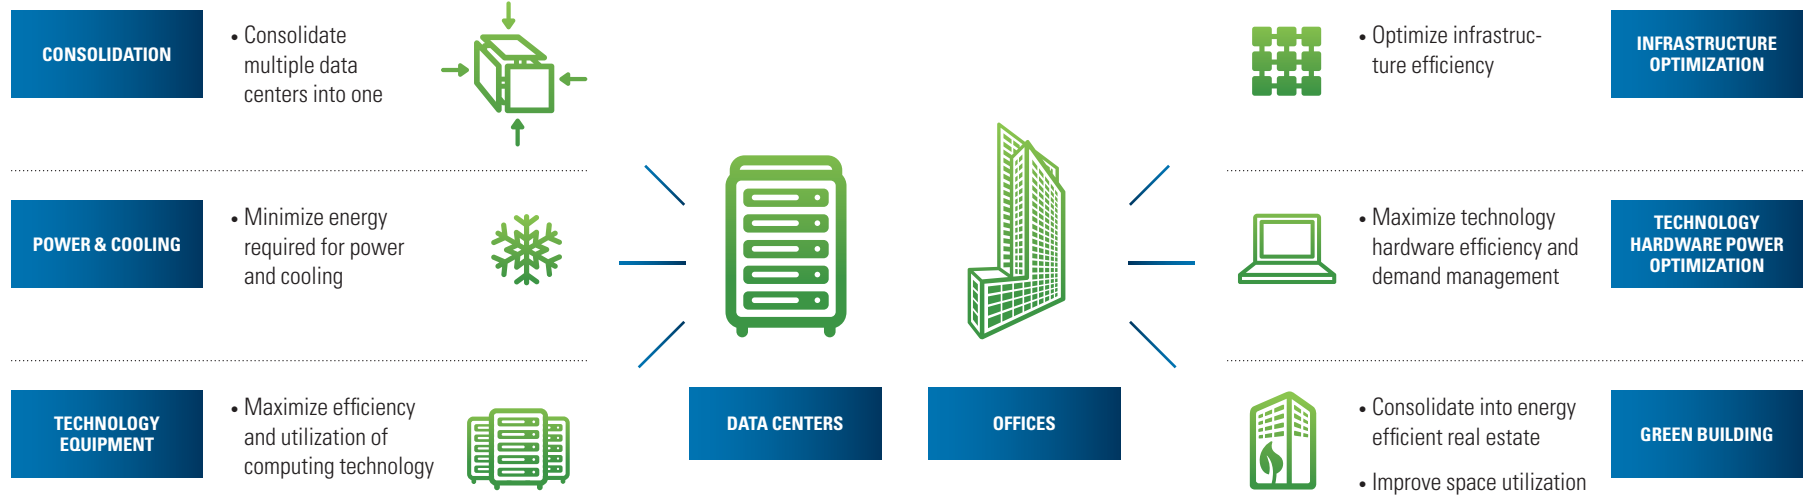 CONSOLIDATION
• Consolidate
multiple data
centers into one
POWER & COOLING
• Minimize energy
required for power
and cooling
TECHNOLOGY
EQUIPMENT
• Maximize efficiency
and utilization of
computing technology
DATA CENTERS
OFFICES
• Optimize infrastruc-
ture efficiency
INFRASTRUCTURE
OPTIMIZATION
• Maximize technology
hardware efficiency and
demand management
TECHNOLOGY
HARDWARE POWER
OPTIMIZATION
• Consolidate into energy
efficient real estate
• Improve space utilization
GREEN BUILDING